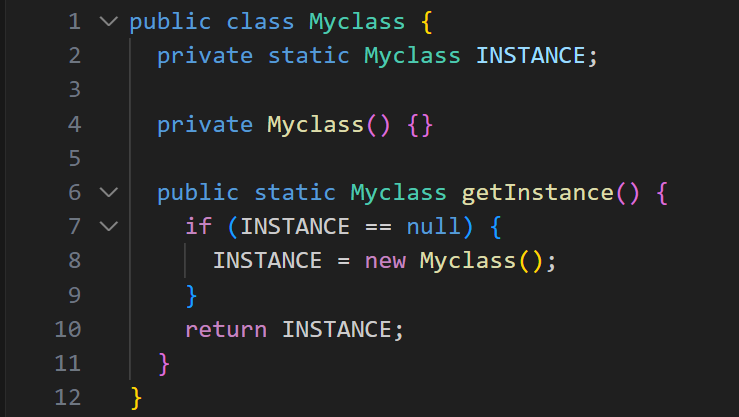 1 public class Myclass {
2 private static Myclass INSTANCE;
3
4 private Myclass() {}
5
6 public static Myclass getInstance() {
7 if (INSTANCE == null) {
8 INSTANCE = new Myclass();
9 }
10 return INSTANCE;
11 }
12 }